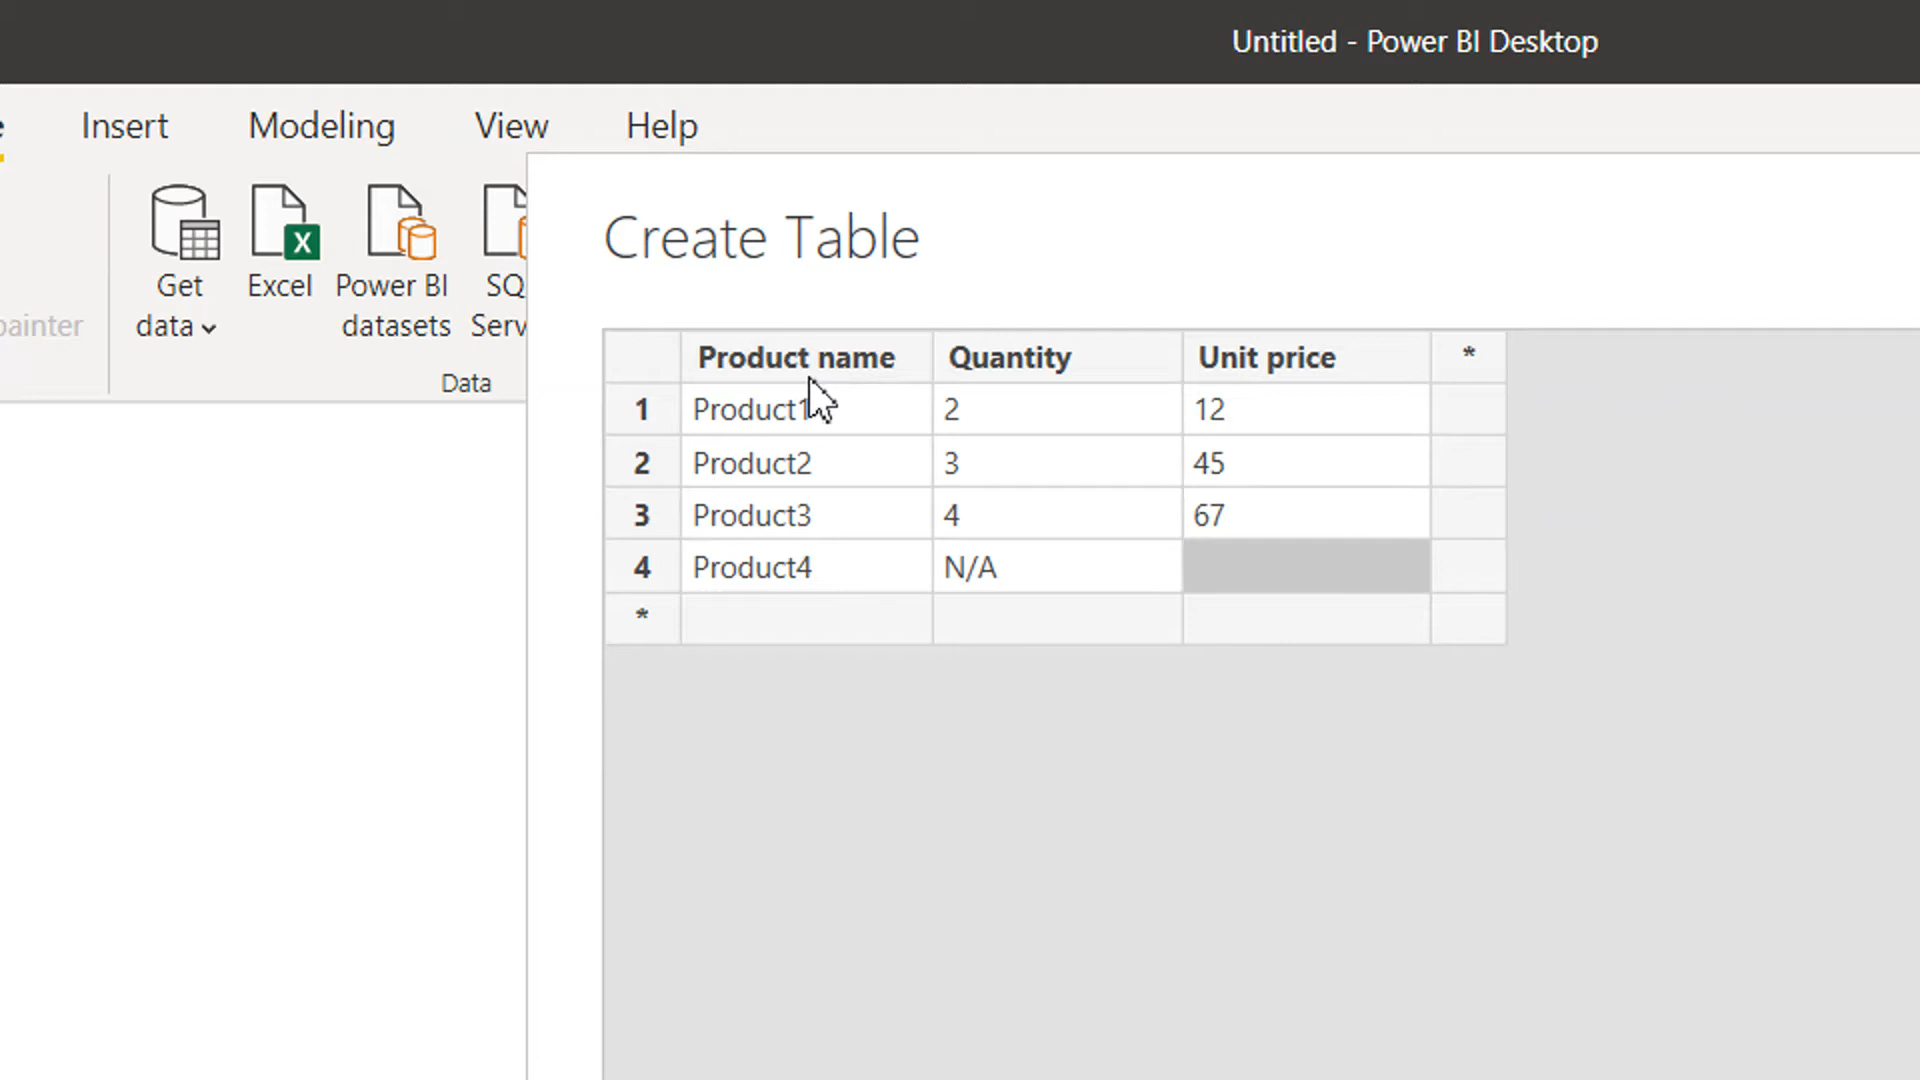 Untitled - Power BI Desktop
Insert Modeling View Help
Get data
Excel
Power BI datasets
painter
Data
Create Table
Product name Quantity Unit price *
1 Product1 2 12
2 Product2 3 45
3 Product3 4 67
4 Product4 N/A
*